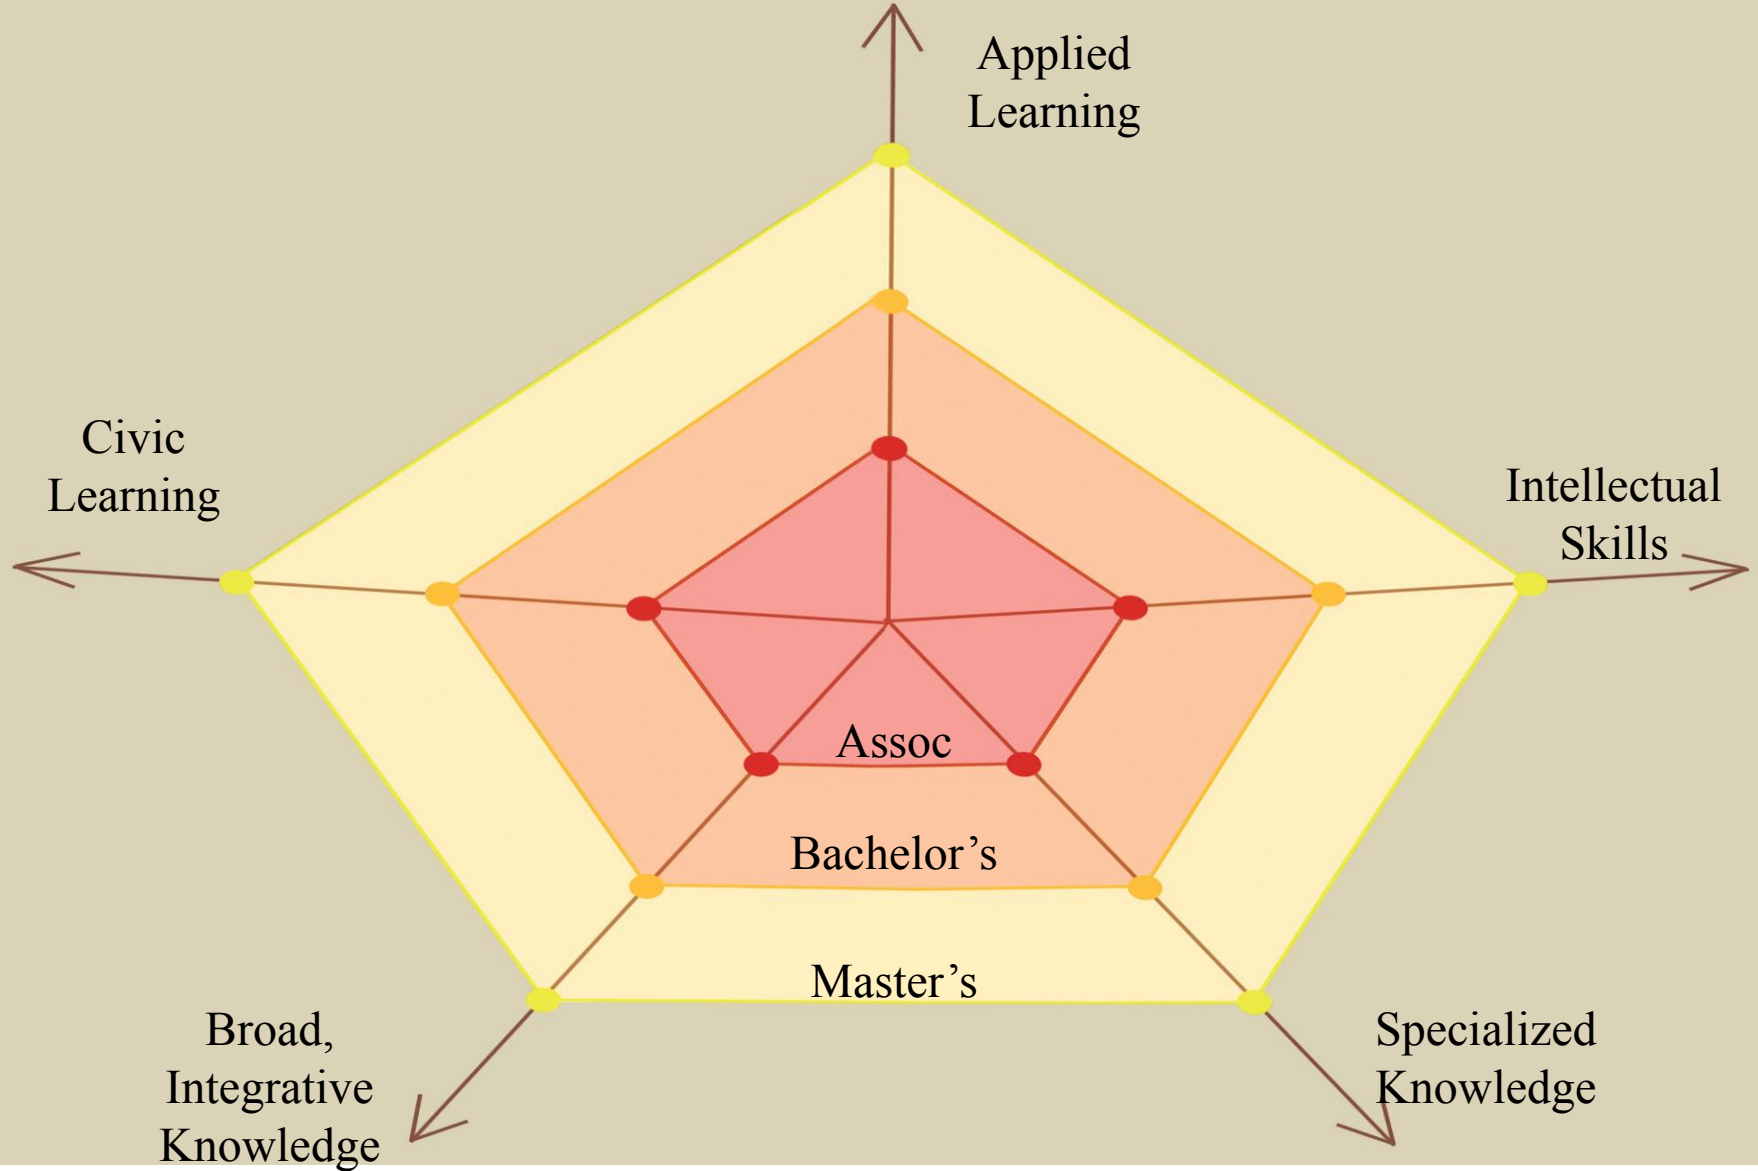 Applied
Learning
Civic
Learning
Intellectual
Skills
Assoc
Bachelor’s
Master’s
Broad,
Integrative
Knowledge
Specialized
Knowledge